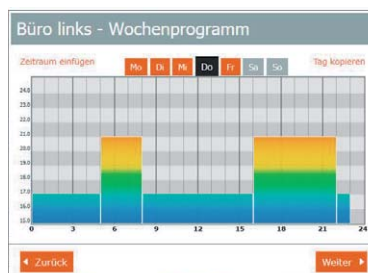 Büro links - Wochenprogramm
Zeitraum einfügen Mo Di Mi Do Fr Sa So Tag kopieren
24.0
23.0
22.0
21.0
20.0
19.0
18.0
17.0
16.0
15.0
0 3 6 9 12 15 18 21 24
Zurück Weiter